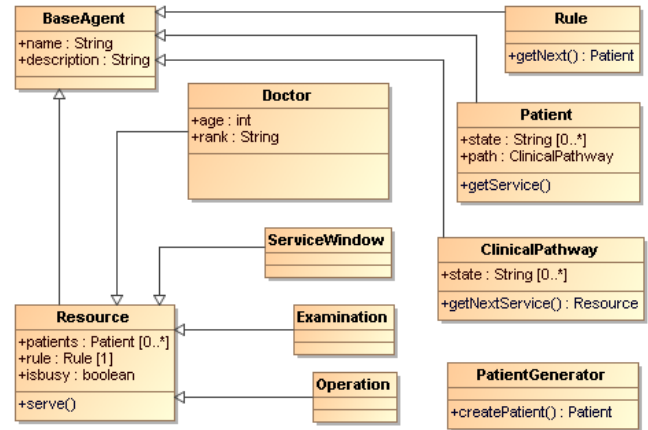 BaseAgent
+name : String
+description : String
Rule
+getNext() : Patient
Doctor
+age : int
+rank : String
Patient
+state : String [0..*]
+path : ClinicalPathway
+getService()
ServiceWindow
ClinicalPathway
+state : String [0..*]
+getNextService() : Resource
Resource
+patients : Patient [0..*]
+rule : Rule [1]
+isbusy : boolean
+serve()
Examination
Operation
PatientGenerator
+createPatient() : Patient